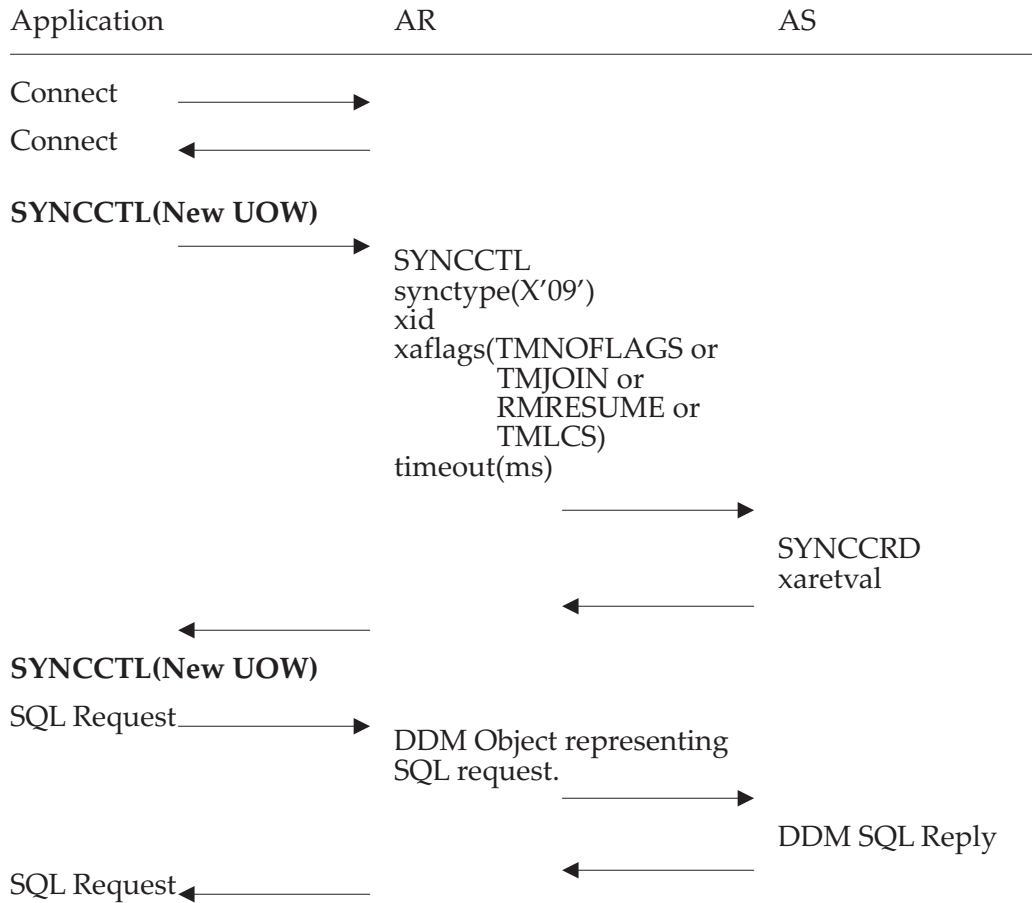 Application AR AS
Connect
Connect
SYNCCTL(New UOW)
SYNCCTL
synctype(X’09’)
xid
xaflags(TMNOFLAGS or
TMJOIN or
RMRESUME or
TMLCS)
timeout(ms)
SYNCCRD
xaretval
SYNCCTL(New UOW)
SQL Request
DDM Object representing
SQL request.
DDM SQL Reply
SQL Request